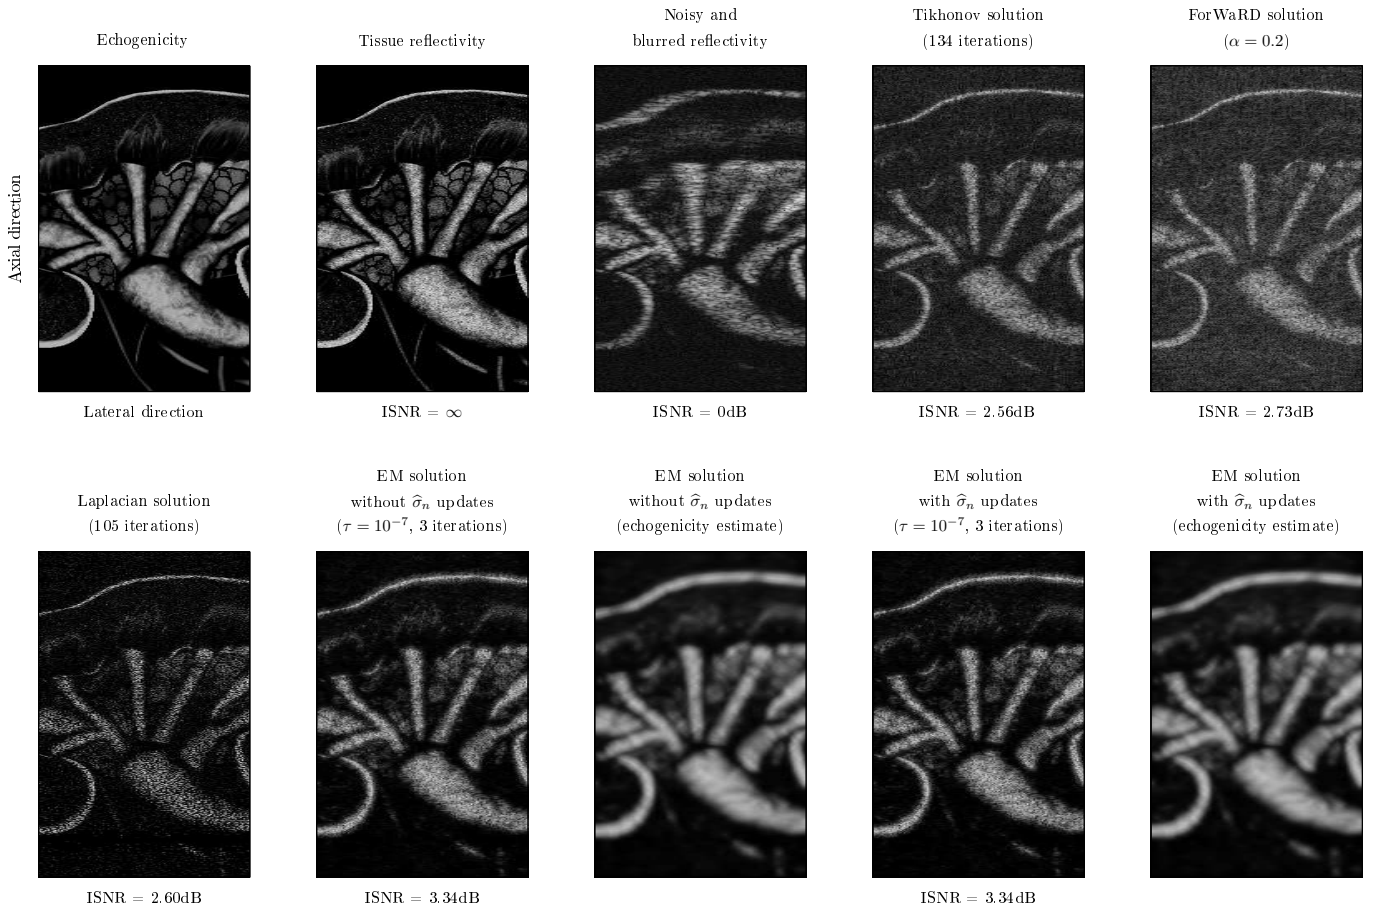 Echogenicity
Tissue reflectivity
Noisy and
blurred reflectivity
Tikhonov solution
(134 iterations)
ForWaRD solution
(α = 0.2)
Axial direction
Lateral direction
ISNR = ∞
ISNR = 0dB
ISNR = 2.56dB
ISNR = 2.73dB
Laplacian solution
(105 iterations)
EM solution
without σ̂ₙ updates
(τ = 10⁻⁷, 3 iterations)
EM solution
without σ̂ₙ updates
(echogenicity estimate)
EM solution
with σ̂ₙ updates
(τ = 10⁻⁷, 3 iterations)
EM solution
with σ̂ₙ updates
(echogenicity estimate)
ISNR = 2.60dB
ISNR = 3.34dB
ISNR = 3.34dB